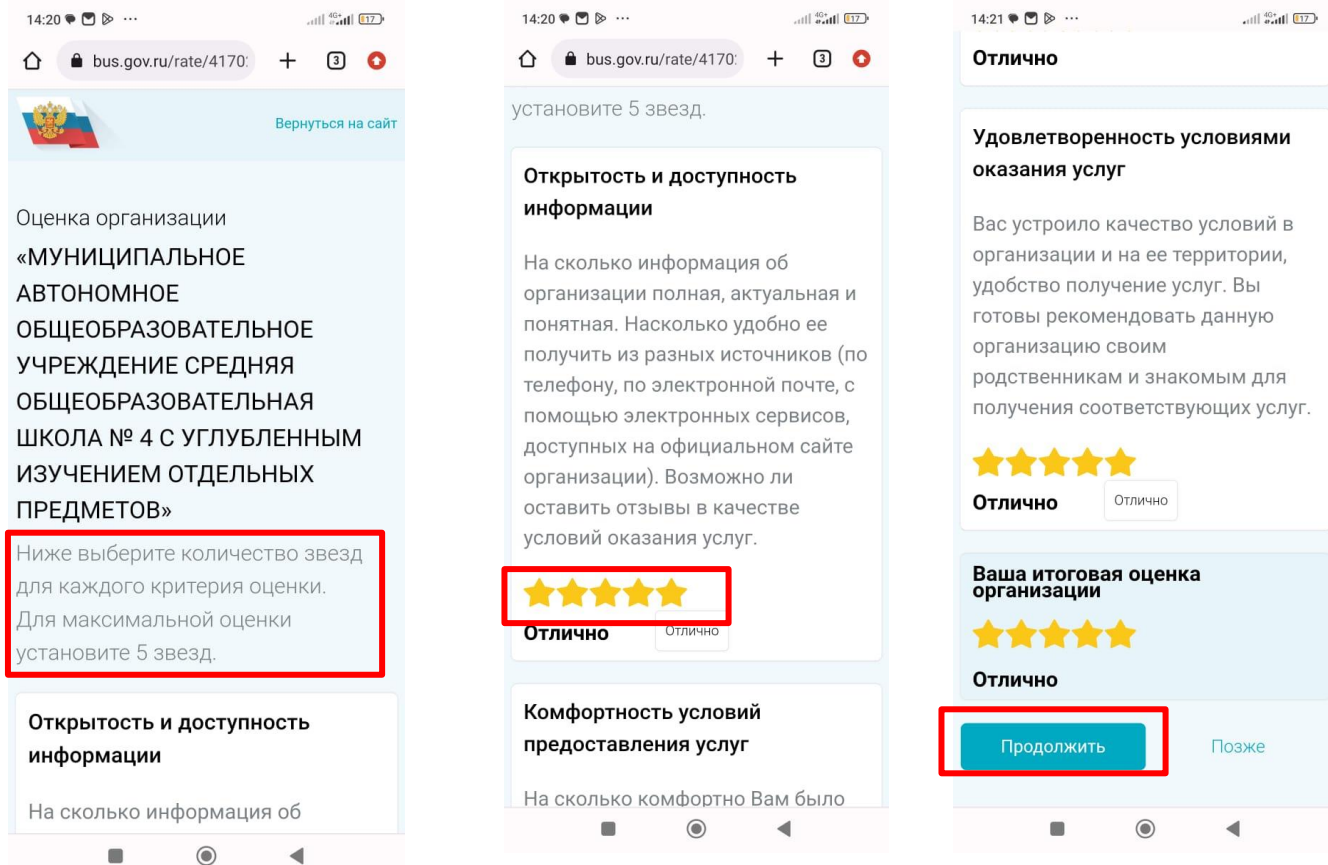 14:20
4G+
17
bus.gov.ru/rate/4170
3
Вернуться на сайт
Оценка организации
«МУНИЦИПАЛЬНОЕ
АВТОНОМНОЕ
ОБЩЕОБРАЗОВАТЕЛЬНОЕ
УЧРЕЖДЕНИЕ СРЕДНЯЯ
ОБЩЕОБРАЗОВАТЕЛЬНАЯ
ШКОЛА № 4 С УГЛУБЛЕННЫМ
ИЗУЧЕНИЕМ ОТДЕЛЬНЫХ
ПРЕДМЕТОВ»
Ниже выберите количество звезд
для каждого критерия оценки.
Для максимальной оценки
установите 5 звезд.
Открытость и доступность
информации
На сколько информация об
14:20
4G+
17
bus.gov.ru/rate/4170
3
установите 5 звезд.
Открытость и доступность
информации
На сколько информация об
организации полная, актуальная и
понятная. Насколько удобно ее
получить из разных источников (по
телефону, по электронной почте, с
помощью электронных сервисов,
доступных на официальном сайте
организации). Возможно ли
оставить отзывы в качестве
условий оказания услуг.
Отлично
Отлично
Комфортность условий
предоставления услуг
На сколько комфортно Вам было
14:21
4G+
17
Отлично
Удовлетворенность условиями
оказания услуг
Вас устроило качество условий в
организации и на ее территории,
удобство получение услуг. Вы
готовы рекомендовать данную
организацию своим
родственникам и знакомым для
получения соответствующих услуг.
Отлично
Отлично
Ваша итоговая оценка
организации
Отлично
Продолжить
Позже